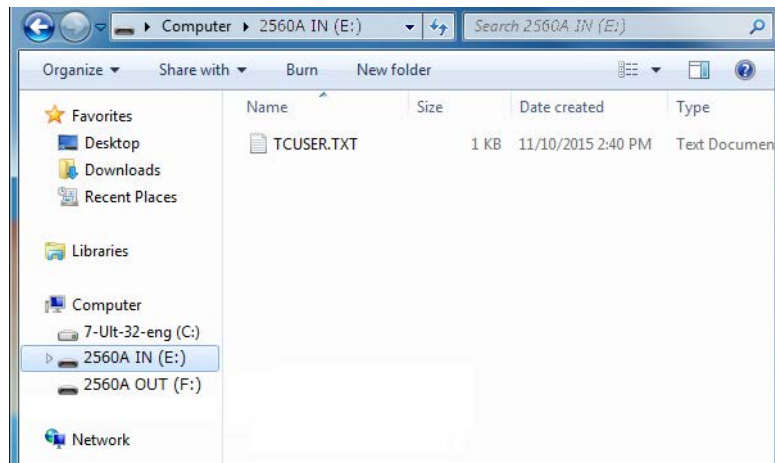 Computer ▸ 2560A IN (E:) Search 2560A IN (E:)
Organize Share with Burn New folder
Favorites
Desktop
Downloads
Recent Places
Libraries
Computer
7-Ult-32-eng (C:)
2560A IN (E:)
2560A OUT (F:)
Network
Name Size Date created Type
TCUSER.TXT 1 KB 11/10/2015 2:40 PM Text Documen